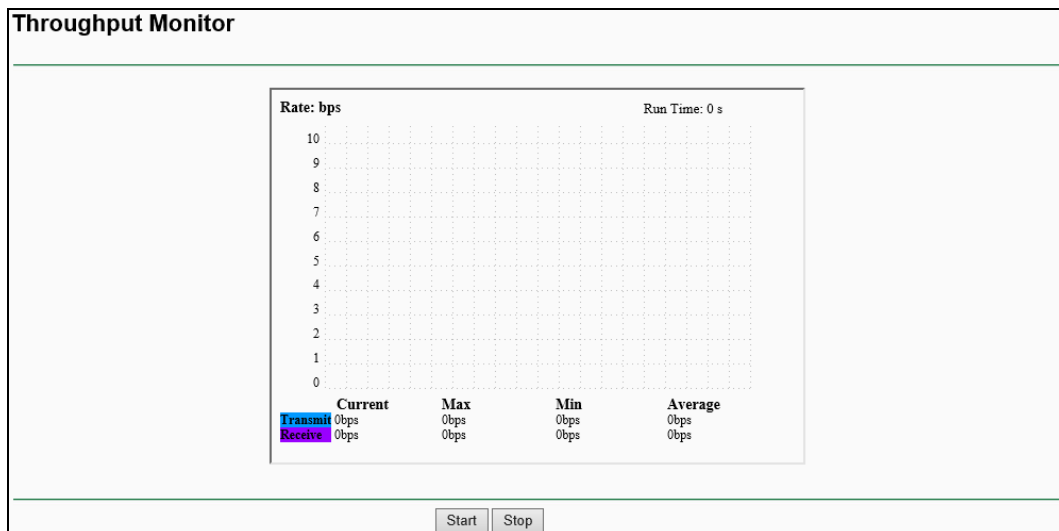 Throughput Monitor
Rate: bps Run Time: 0 s
10
9
8
7
6
5
4
3
2
1
0
Current Max Min Average
Transmit 0bps 0bps 0bps 0bps
Receive 0bps 0bps 0bps 0bps
Start Stop